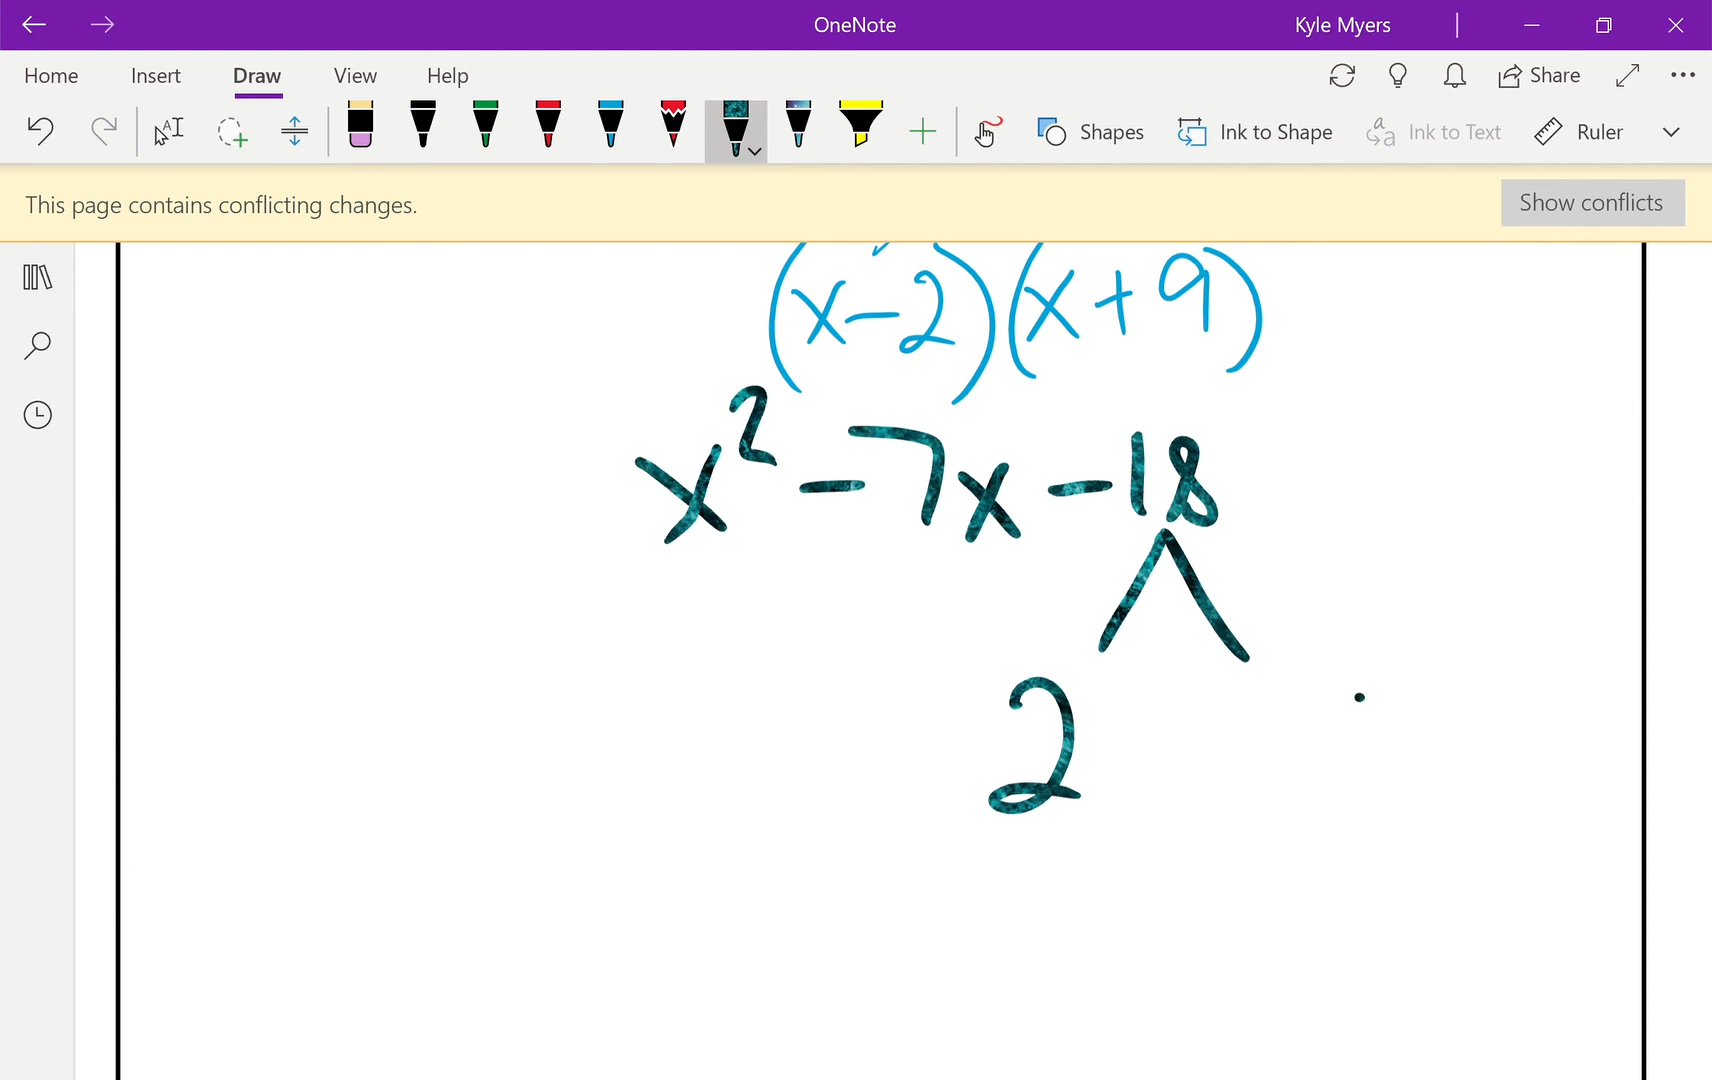 OneNote
Kyle Myers
Home Insert Draw View Help
Share
Shapes Ink to Shape Ink to Text Ruler
This page contains conflicting changes.
Show conflicts
(x-2)(x+9)
x² - 7x - 18
2